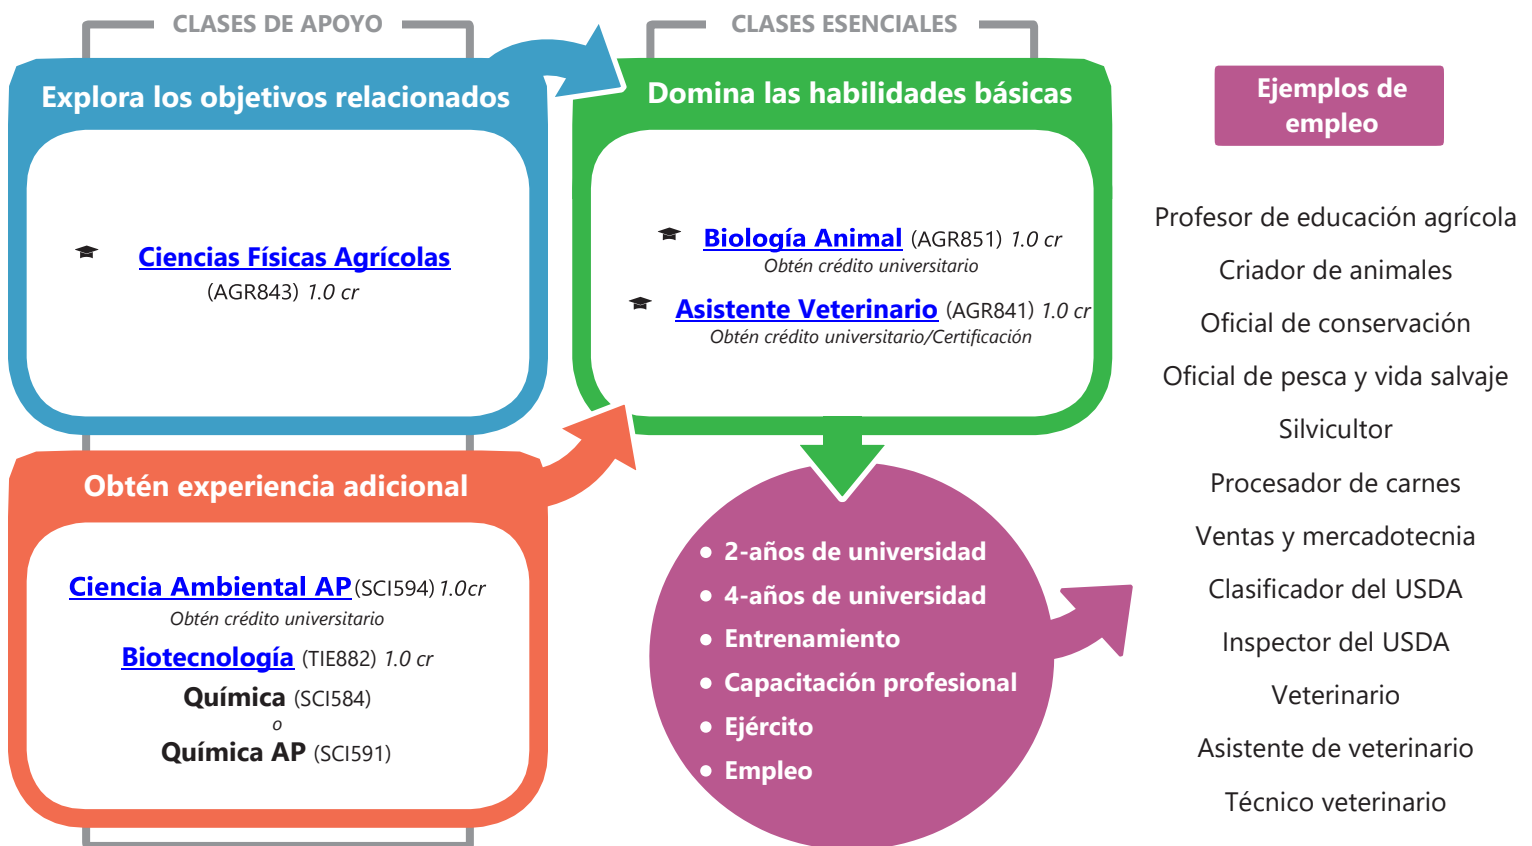 CLASES DE APOYO
Explora los objetivos relacionados
Ciencias Físicas Agrícolas
(AGR843) 1.0 cr
Obtén experiencia adicional
Ciencia Ambiental AP(SCI594) 1.0cr
Obtén crédito universitario
Biotecnología (TIE882) 1.0 cr
Química (SCI584)
o
Química AP (SCI591)
CLASES ESENCIALES
Domina las habilidades básicas
Biología Animal (AGR851) 1.0 cr
Obtén crédito universitario
Asistente Veterinario (AGR841) 1.0 cr
Obtén crédito universitario/Certificación
• 2-años de universidad
• 4-años de universidad
• Entrenamiento
• Capacitación profesional
• Ejército
• Empleo
Ejemplos de
empleo
Profesor de educación agrícola
Criador de animales
Oficial de conservación
Oficial de pesca y vida salvaje
Silvicultor
Procesador de carnes
Ventas y mercadotecnia
Clasificador del USDA
Inspector del USDA
Veterinario
Asistente de veterinario
Técnico veterinario